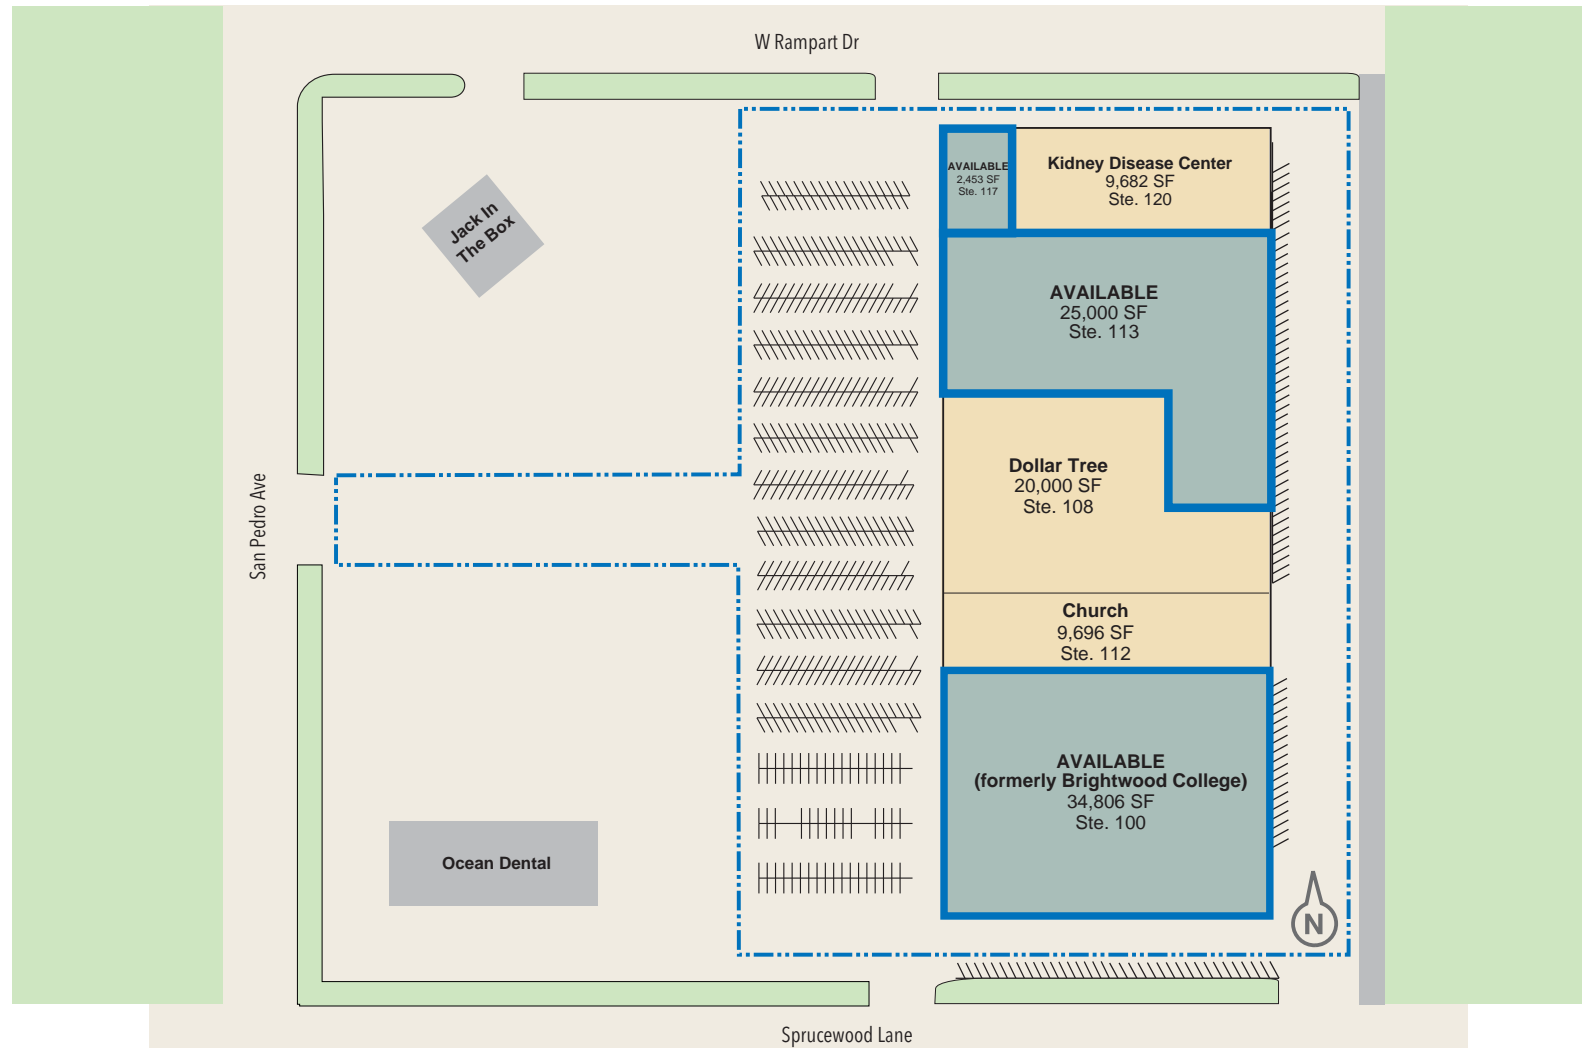 W Rampart Dr
AVAILABLE
2,453 SF
Ste. 117
Kidney Disease Center
9,682 SF
Ste. 120
Jack In
The Box
AVAILABLE
25,000 SF
Ste. 113
Dollar Tree
20,000 SF
Ste. 108
San Pedro Ave
Church
9,696 SF
Ste. 112
AVAILABLE
(formerly Brightwood College)
34,806 SF
Ste. 100
Ocean Dental
N
Sprucewood Lane